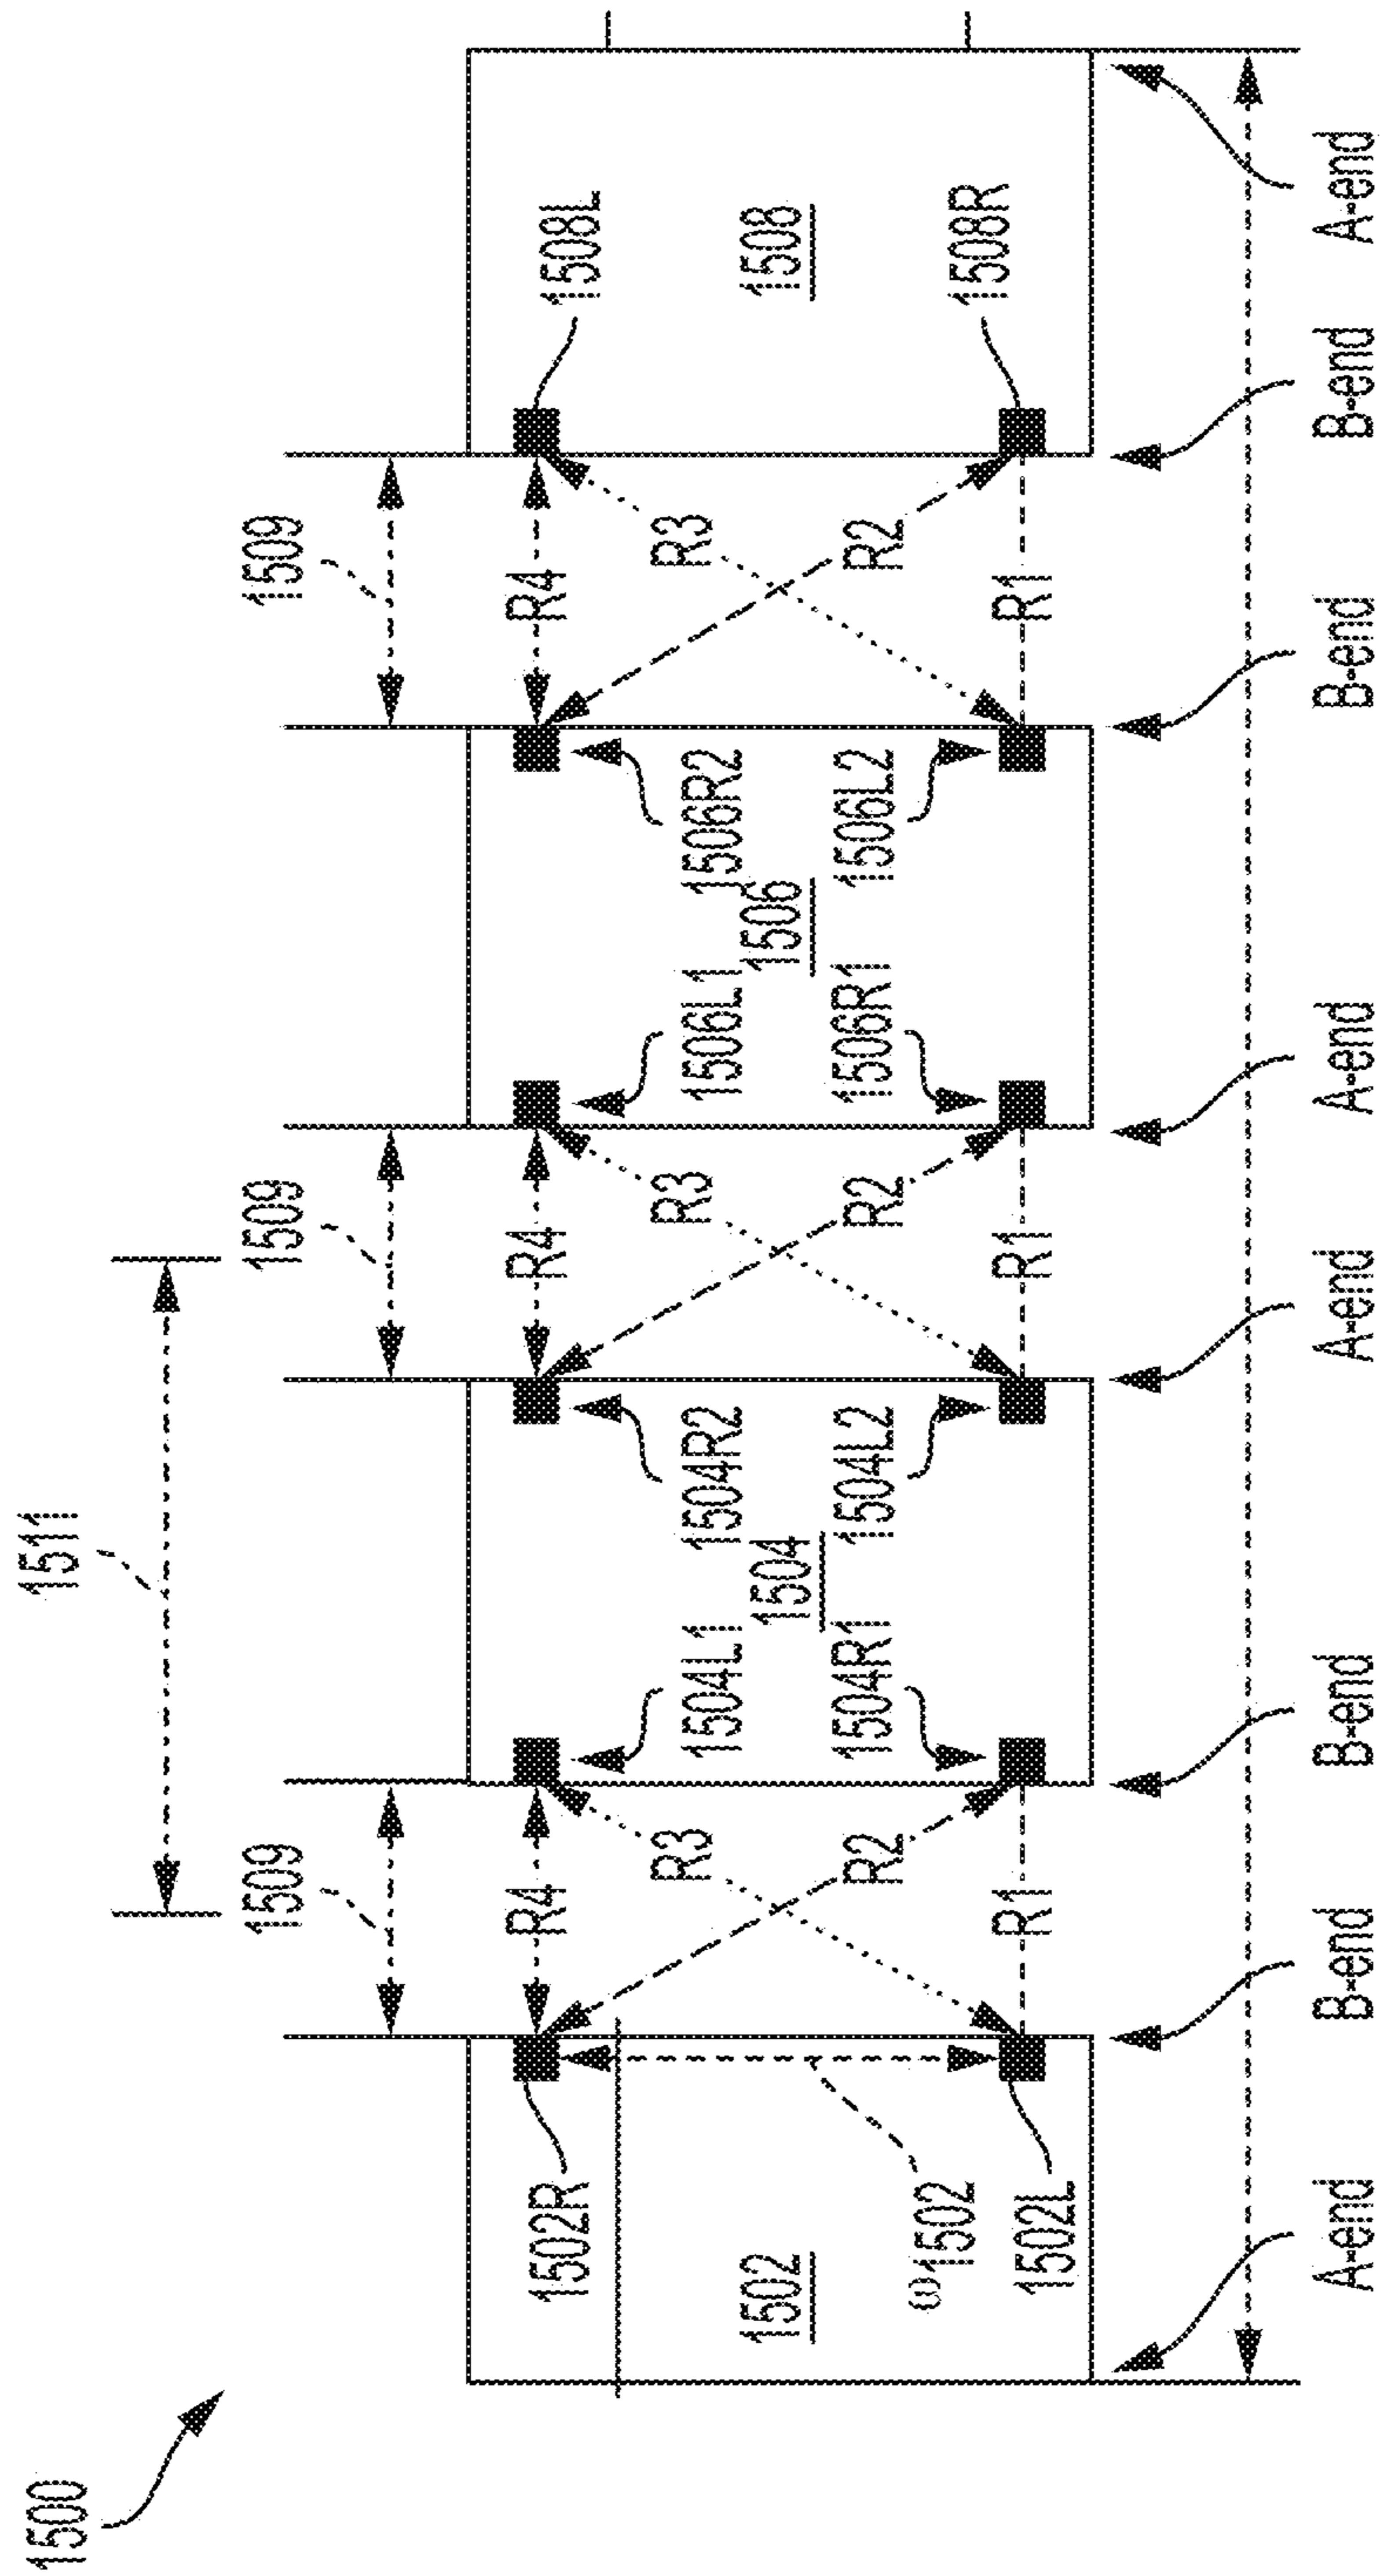 1500
1511
1509
1509
1509
1502R
R4
R4
R4
1508L
R3
1504L1
1504R2
R3
1506L1
1506R2
R3
1502
1504
1506
1508
R2
1504R1
1504L2
R2
1506R1
1506L2
R2
ω1502
1502L
R1
R1
R1
1508R
A-end
B-end
B-end
A-end
A-end
B-end
B-end
A-end